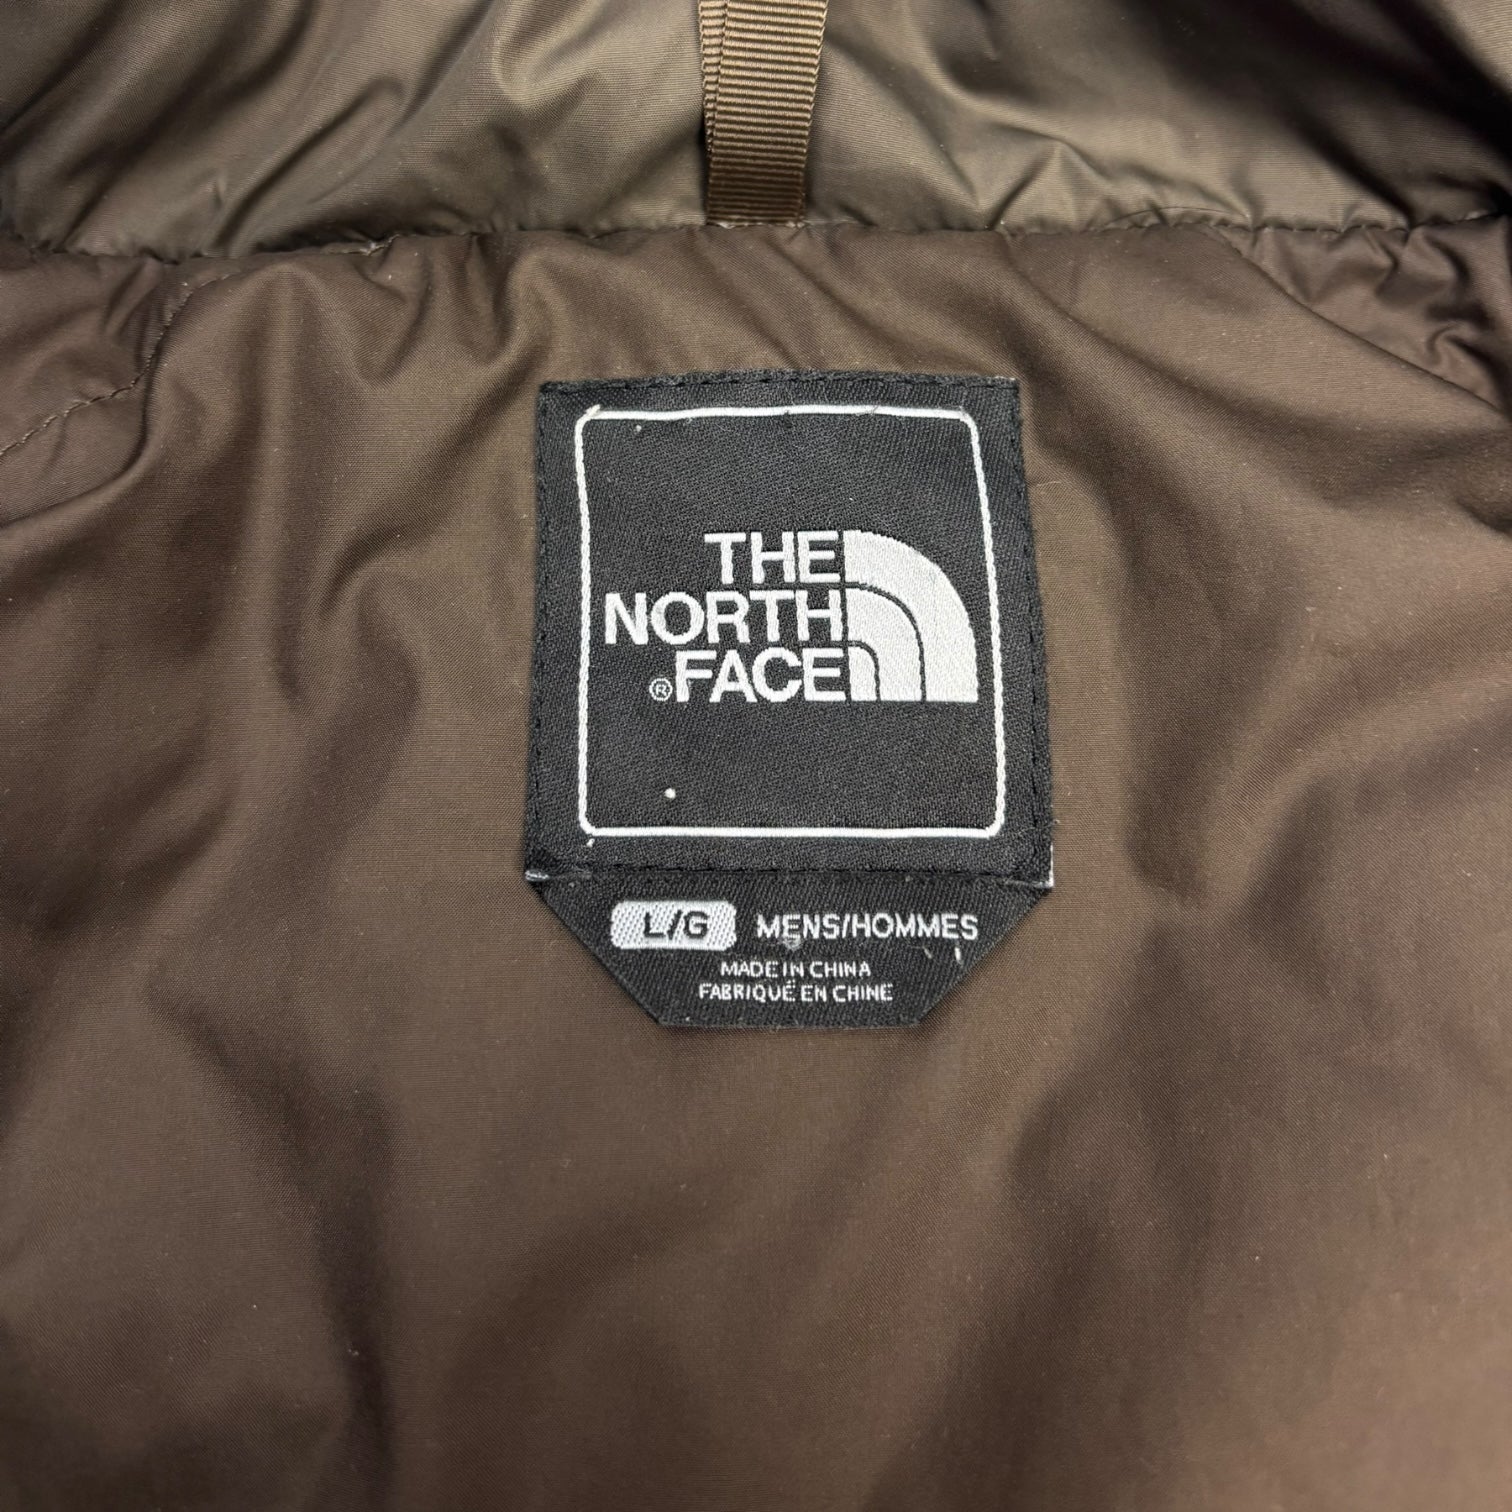 THE
NORTH
®FACE
L/G MENS/HOMMES
MADE IN CHINA
FABRIQUÉ EN CHINE